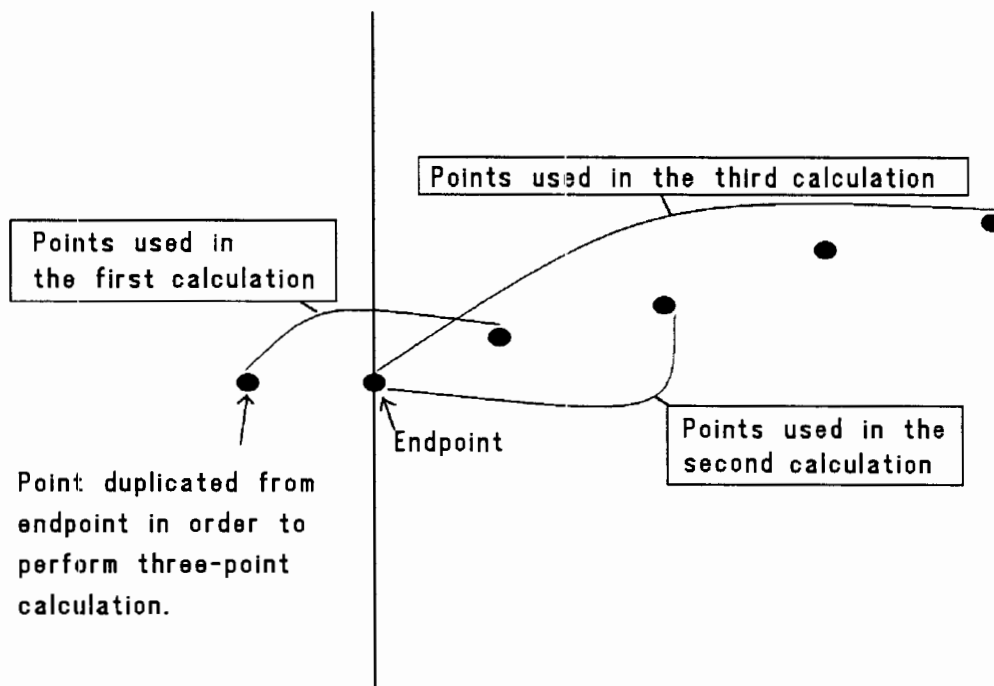 Points used in the third calculation
Points used in
the first calculation
Endpoint
Points used in the
second calculation
Point duplicated from
endpoint in order to
perform three-point
calculation.